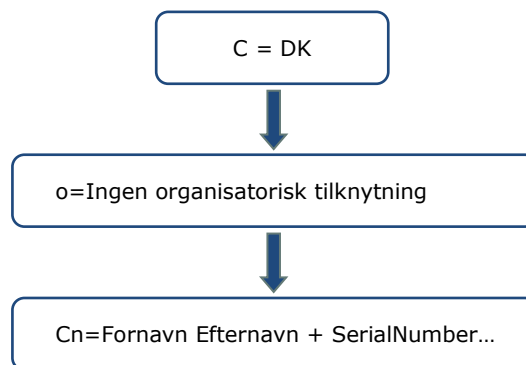 C = DK
o=Ingen organisatorisk tilknytning
Cn=Fornavn Efternavn + SerialNumber…